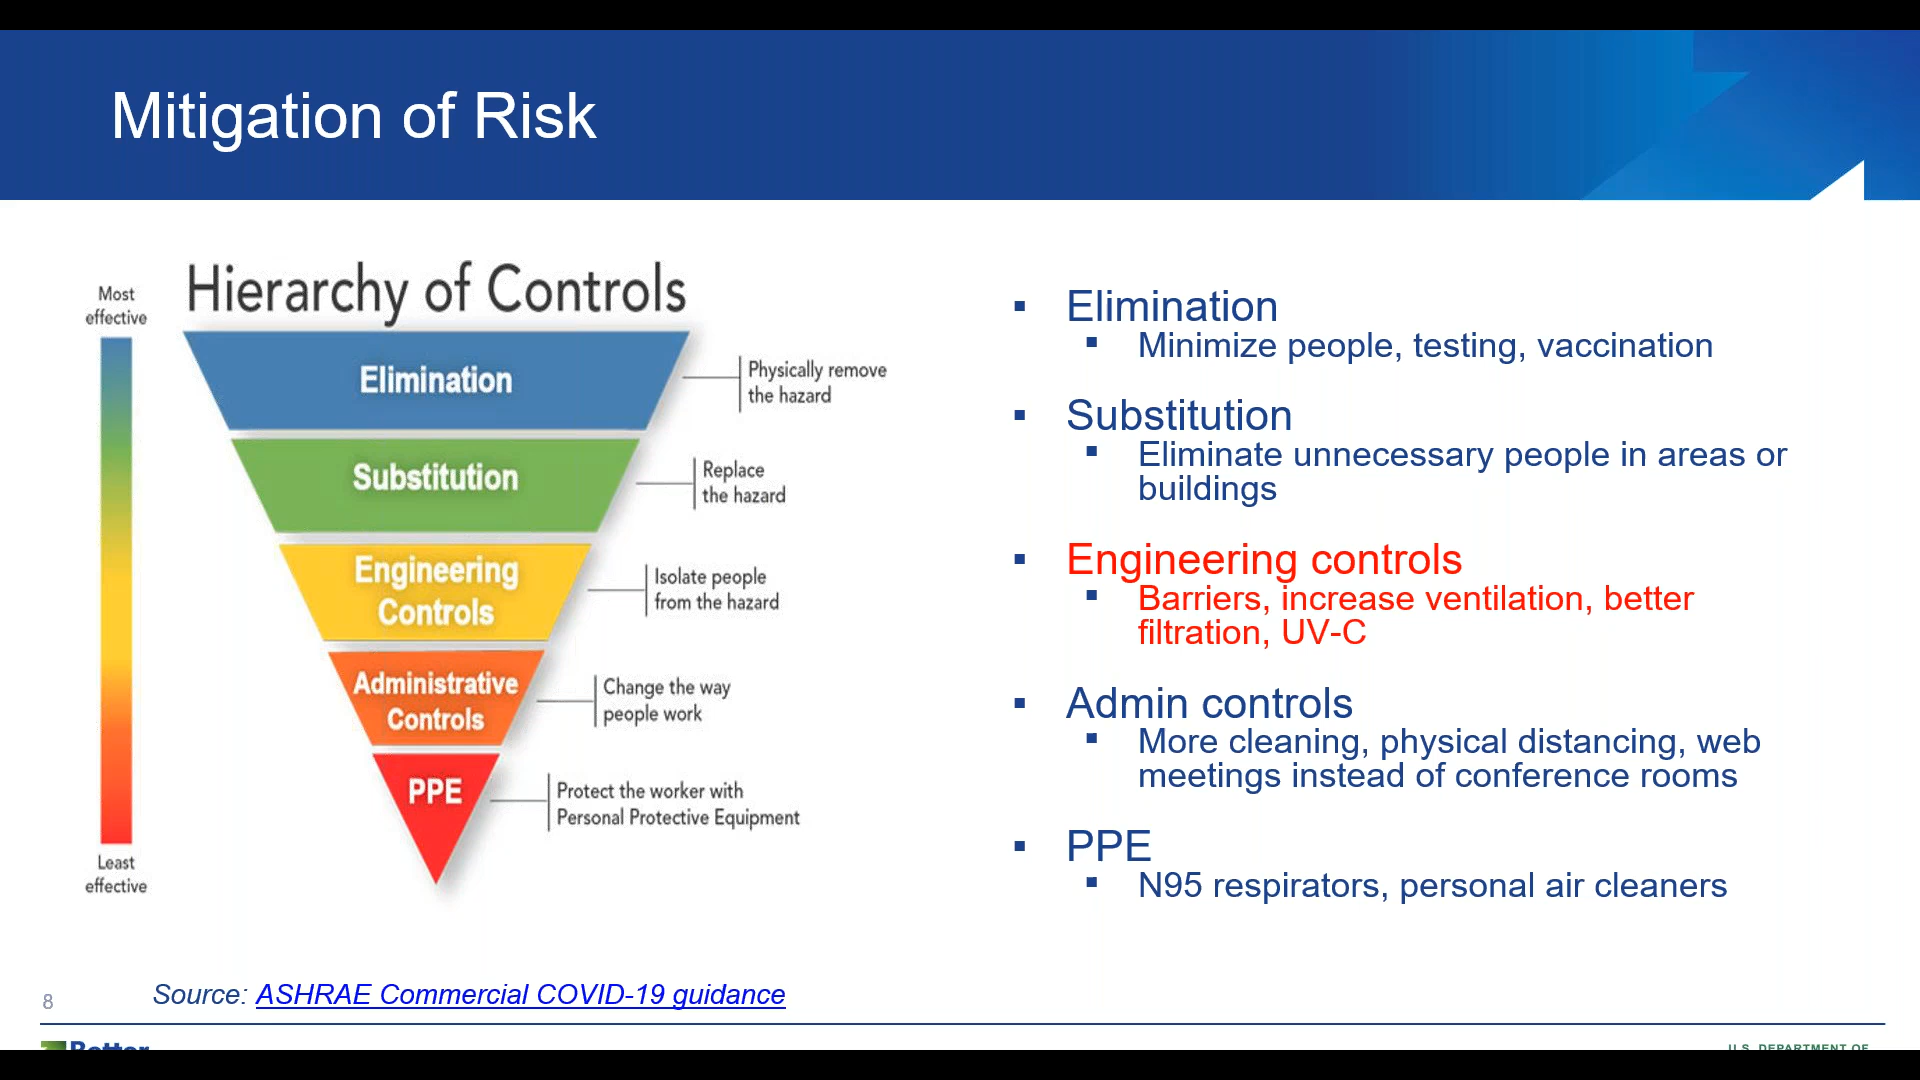 Mitigation of Risk
Hierarchy of Controls
Most
effective
Elimination
Physically remove
the hazard
Substitution
Replace
the hazard
Engineering
Controls
Isolate people
from the hazard
Administrative
Controls
Change the way
people work
PPE
Protect the worker with
Personal Protective Equipment
Least
effective
▪ Elimination
▪ Minimize people, testing, vaccination
▪ Substitution
▪ Eliminate unnecessary people in areas or
buildings
▪ Engineering controls
▪ Barriers, increase ventilation, better
filtration, UV-C
▪ Admin controls
▪ More cleaning, physical distancing, web
meetings instead of conference rooms
▪ PPE
▪ N95 respirators, personal air cleaners
Source: ASHRAE Commercial COVID-19 guidance
8
Better
U.S. DEPARTMENT OF